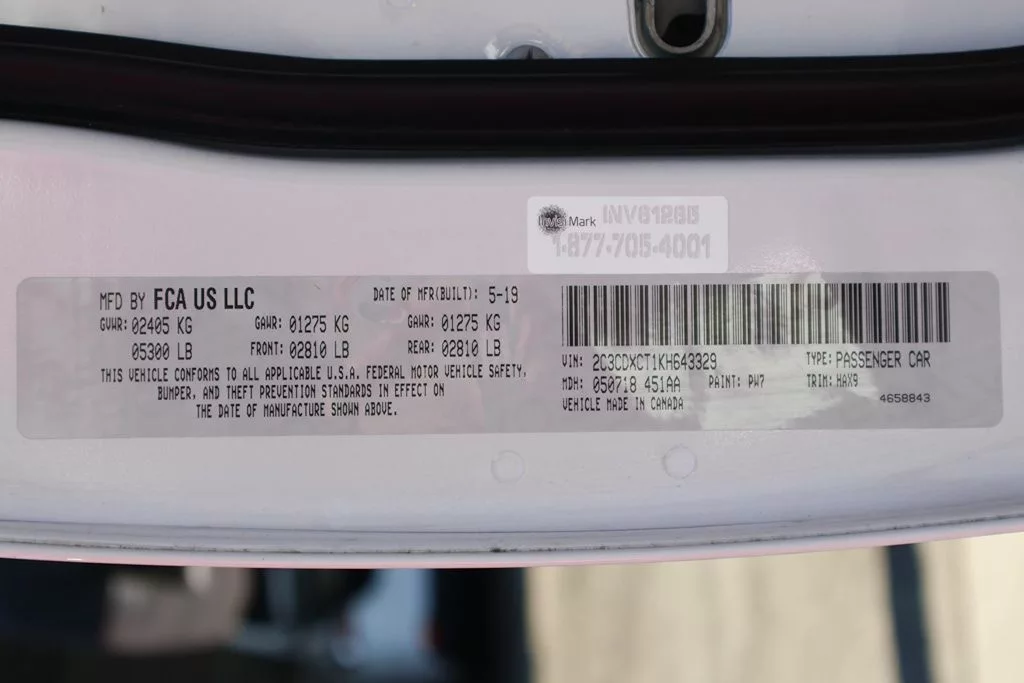 IMS Mark INV61265
1-877-705-4001
MFD BY FCA US LLC DATE OF MFR(BUILT): 5-19
GVWR: 02405 KG GAWR: 01275 KG GAWR: 01275 KG
05300 LB FRONT: 02810 LB REAR: 02810 LB
THIS VEHICLE CONFORMS TO ALL APPLICABLE U.S.A. FEDERAL MOTOR VEHICLE SAFETY,
BUMPER, AND THEFT PREVENTION STANDARDS IN EFFECT ON
THE DATE OF MANUFACTURE SHOWN ABOVE.
VIN: 2C3CDXCT1KH643329 TYPE: PASSENGER CAR
MDH: 050718 451AA PAINT: PW7 TRIM: HAX9
VEHICLE MADE IN CANADA 4658843